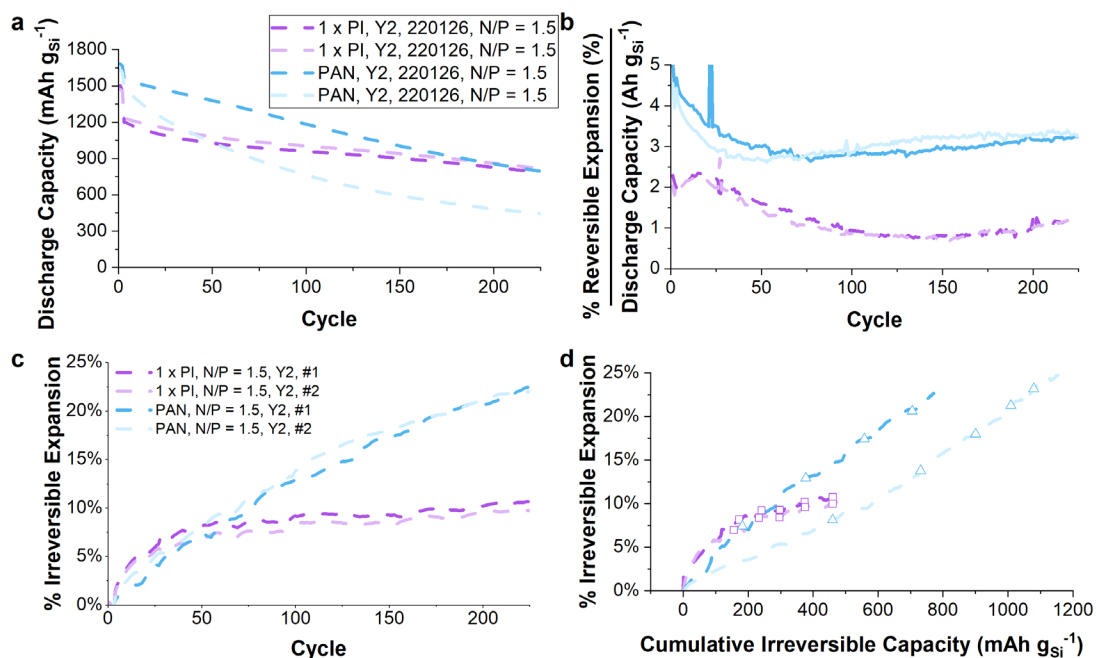 a
Discharge Capacity (mAh gSi⁻¹)
1800
1500
1200
900
600
300
0
0 50 100 150 200
Cycle
1 x PI, Y2, 220126, N/P = 1.5
1 x PI, Y2, 220126, N/P = 1.5
PAN, Y2, 220126, N/P = 1.5
PAN, Y2, 220126, N/P = 1.5
b
% Reversible Expansion (%)
Discharge Capacity (Ah gSi⁻¹)
5
4
3
2
1
0
0 50 100 150 200
Cycle
c
% Irreversible Expansion
25%
20%
15%
10%
5%
0%
0 50 100 150 200
Cycle
1 x PI, N/P = 1.5, Y2, #1
1 x PI, N/P = 1.5, Y2, #2
PAN, N/P = 1.5, Y2, #1
PAN, N/P = 1.5, Y2, #2
d
% Irreversible Expansion
25%
20%
15%
10%
5%
0%
0 200 400 600 800 1000 1200
Cumulative Irreversible Capacity (mAh gSi⁻¹)